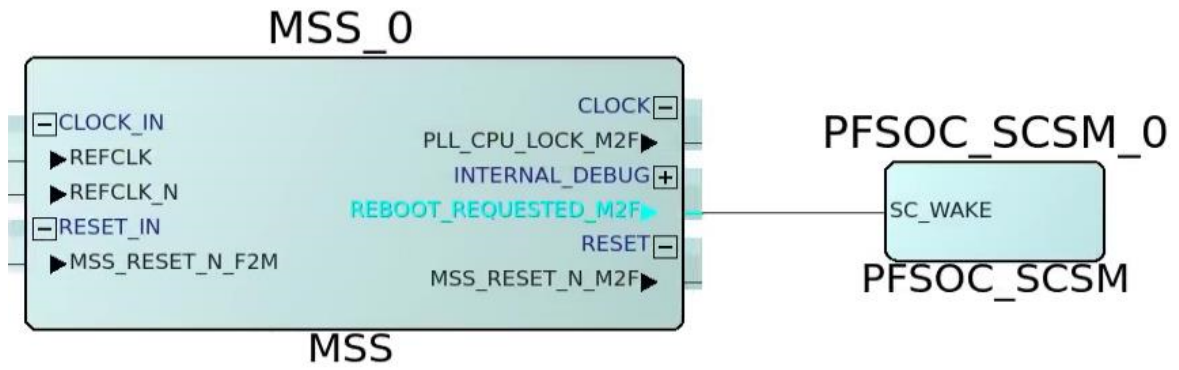 MSS_0
CLOCK_IN
REFCLK
REFCLK_N
RESET_IN
MSS_RESET_N_F2M
CLOCK
PLL_CPU_LOCK_M2F
INTERNAL_DEBUG
REBOOT_REQUESTED_M2F
RESET
MSS_RESET_N_M2F
MSS
PFSOC_SCSM_0
SC_WAKE
PFSOC_SCSM